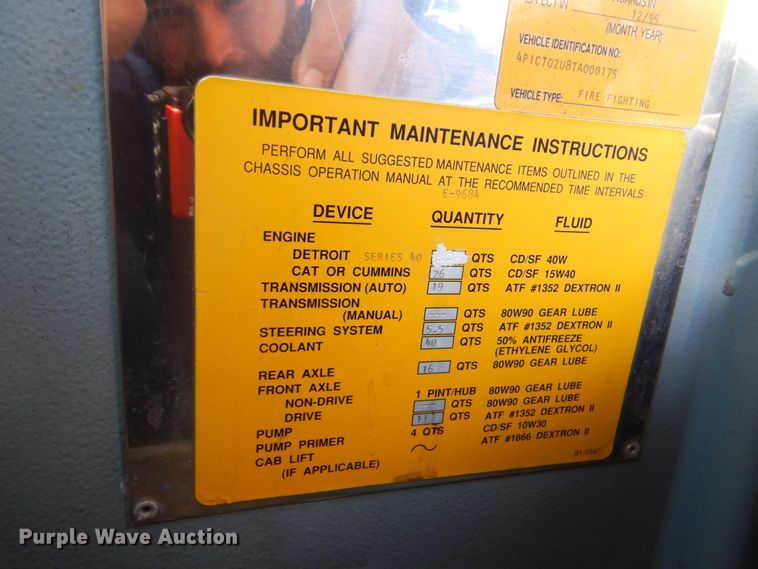 EFFECT IN 12/95
(MONTH, YEAR)
VEHICLE IDENTIFICATION NO:
4P1CT02U8TA000175
VEHICLE TYPE: FIRE FIGHTING
IMPORTANT MAINTENANCE INSTRUCTIONS
PERFORM ALL SUGGESTED MAINTENANCE ITEMS OUTLINED IN THE
CHASSIS OPERATION MANUAL AT THE RECOMMENDED TIME INTERVALS
E-9684
DEVICE QUANTITY FLUID
ENGINE
DETROIT SERIES 40 QTS CD/SF 40W
CAT OR CUMMINS 26 QTS CD/SF 15W40
TRANSMISSION (AUTO) 19 QTS ATF #1352 DEXTRON II
TRANSMISSION
(MANUAL) --- QTS 80W90 GEAR LUBE
STEERING SYSTEM 5.5 QTS ATF #1352 DEXTRON II
COOLANT 40 QTS 50% ANTIFREEZE
(ETHYLENE GLYCOL)
REAR AXLE 16 QTS 80W90 GEAR LUBE
FRONT AXLE
NON-DRIVE 1 PINT/HUB 80W90 GEAR LUBE
DRIVE --- QTS 80W90 GEAR LUBE
PUMP QTS ATF #1352 DEXTRON II
PUMP PRIMER 4 QTS CD/SF 10W30
CAB LIFT ~ ATF #1866 DEXTRON II
(IF APPLICABLE)
91-0347
Purple Wave Auction